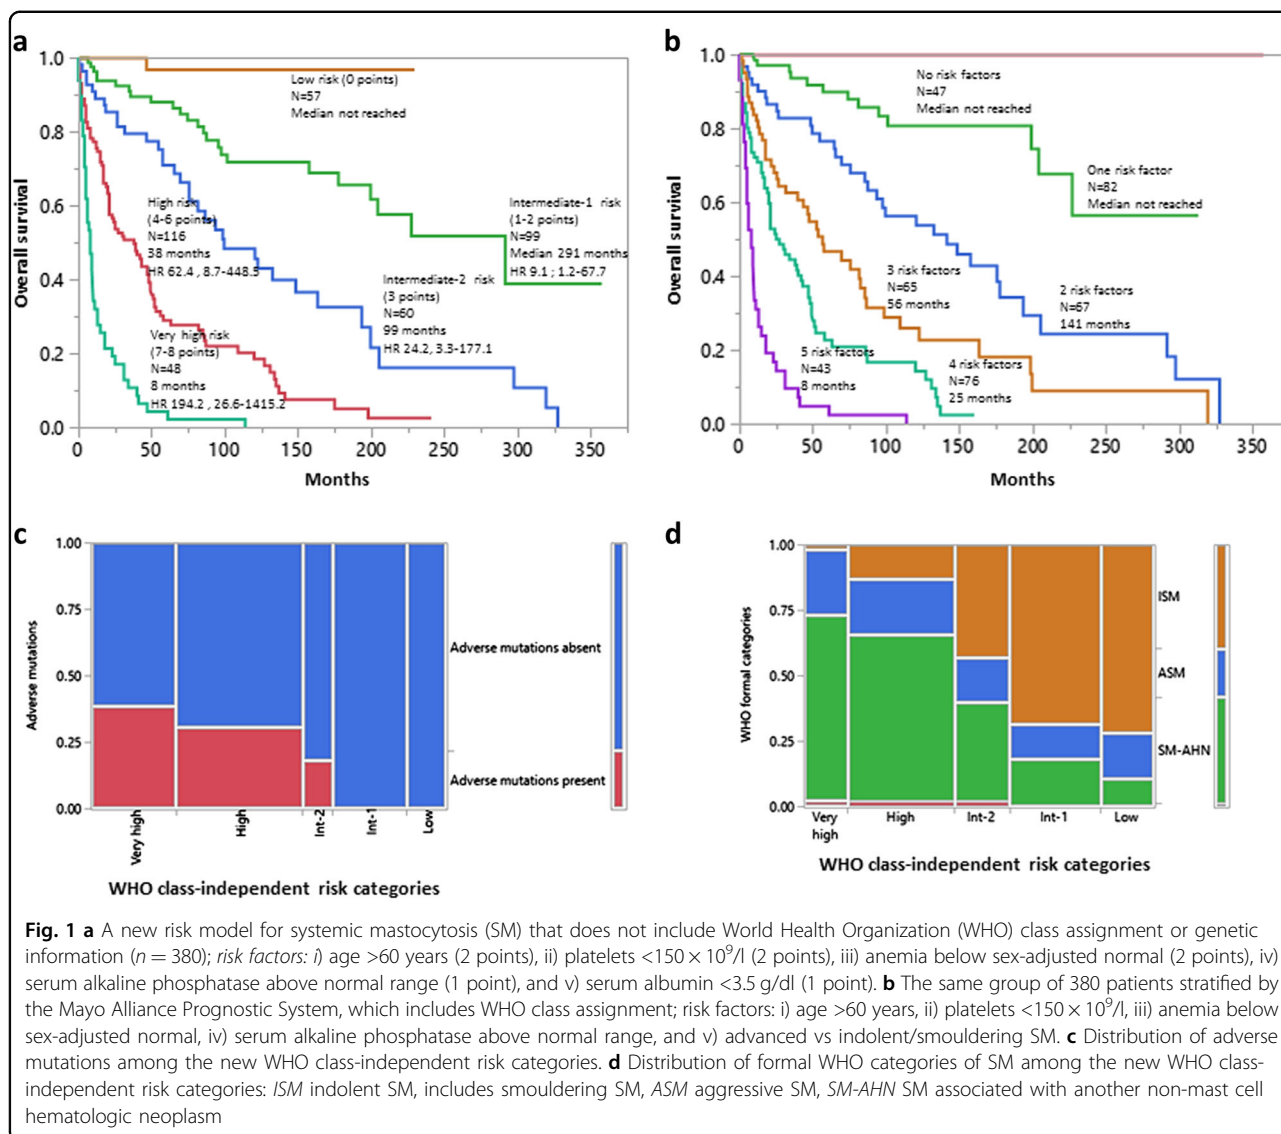 a
1.0
0.8
0.6
0.4
0.2
0.0
Overall survival
0 50 100 150 200 250 300 350
Months
Low risk (0 points)
N=57
Median not reached
High risk
(4-6 points)
N=116
38 months
HR 62.4 , 8.7-448.5
Intermediate-1 risk
(1-2 points)
N=99
Median 291 months
HR 9.1 ; 1.2-67.7
Intermediate-2 risk
(3 points)
N=60
99 months
HR 24.2, 3.3-177.1
Very high risk
(7-8 points)
N=48
8 months
HR 194.2 , 26.6-1415.2
b
1.0
0.8
0.6
0.4
0.2
0.0
Overall survival
0 50 100 150 200 250 300 350
Months
No risk factors
N=47
Median not reached
One risk factor
N=82
Median not reached
3 risk factors
N=65
56 months
2 risk factors
N=67
141 months
5 risk factors
N=43
8 months
4 risk factors
N=76
25 months
c
1.00
0.75
0.50
0.25
0.00
Adverse mutations
Adverse mutations absent
Adverse mutations present
Very high High Int-2 Int-1 Low
WHO class-independent risk categories
d
1.00
0.75
0.50
0.25
0.00
WHO formal categories
ISM
ASM
SM-AHN
Very high High Int-2 Int-1 Low
WHO class-independent risk categories
Fig. 1 a A new risk model for systemic mastocytosis (SM) that does not include World Health Organization (WHO) class assignment or genetic
information (n = 380); risk factors: i) age >60 years (2 points), ii) platelets <150 × 10⁹/l (2 points), iii) anemia below sex-adjusted normal (2 points), iv)
serum alkaline phosphatase above normal range (1 point), and v) serum albumin <3.5 g/dl (1 point). b The same group of 380 patients stratified by
the Mayo Alliance Prognostic System, which includes WHO class assignment; risk factors: i) age >60 years, ii) platelets <150 × 10⁹/l, iii) anemia below
sex-adjusted normal, iv) serum alkaline phosphatase above normal range, and v) advanced vs indolent/smouldering SM. c Distribution of adverse
mutations among the new WHO class-independent risk categories. d Distribution of formal WHO categories of SM among the new WHO class-
independent risk categories: ISM indolent SM, includes smouldering SM, ASM aggressive SM, SM-AHN SM associated with another non-mast cell
hematologic neoplasm